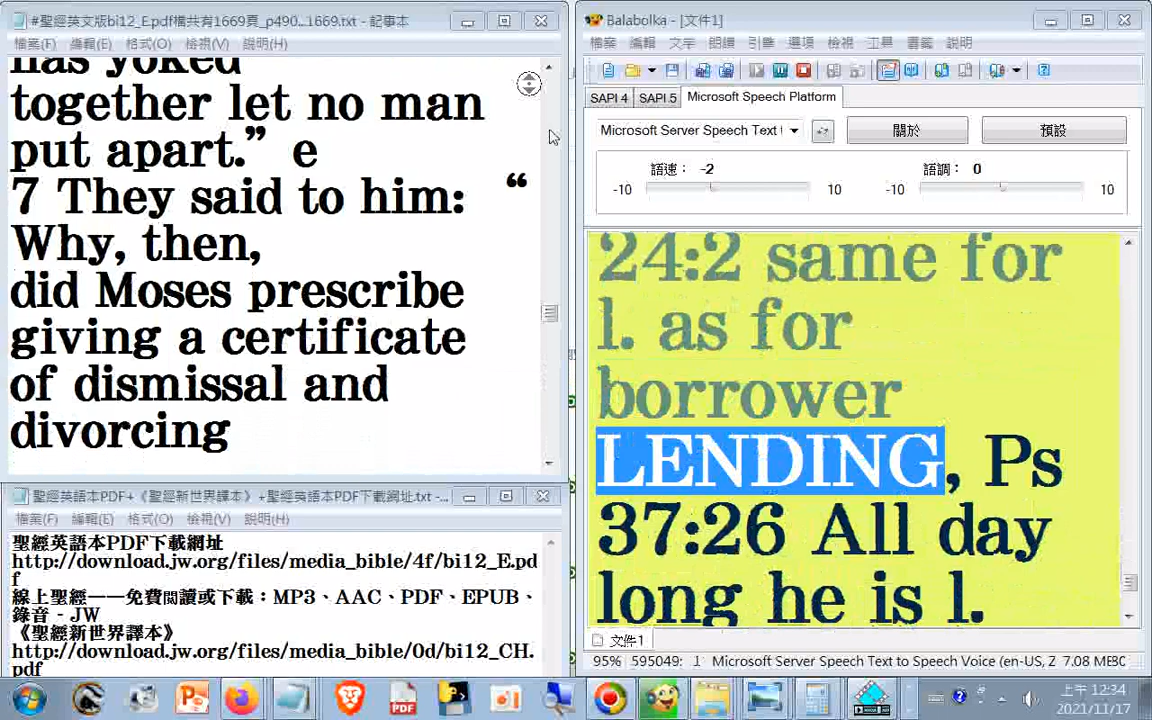 #聖經英文版bi12_E.pdf橫共有1669頁_p490..._1669.txt - 記事本
檔案(F) 編輯(E) 格式(O) 檢視(V) 說明(H)
has yoked
together let no man
put apart.” e
7 They said to him: “
Why, then,
did Moses prescribe
giving a certificate
of dismissal and
divorcing
聖經英語本PDF+《聖經新世界譯本》+聖經英語本PDF下載網址.txt - ...
檔案(F) 編輯(E) 格式(O) 檢視(V) 說明(H)
聖經英語本PDF下載網址
http://download.jw.org/files/media_bible/4f/bi12_E.pd
f
線上聖經——免費閱讀或下載：MP3、AAC、PDF、EPUB、
錄音 - JW
《聖經新世界譯本》
http://download.jw.org/files/media_bible/0d/bi12_CH.
pdf
Balabolka - [文件1]
檔案 編輯 文字 朗讀 引擎 選項 檢視 工具 書籤 說明
SAPI 4 SAPI 5 Microsoft Speech Platform
Microsoft Server Speech Text 關於 預設
語速： -2 語調： 0
-10 10 -10 10
24:2 same for
l. as for
borrower
LENDING, Ps
37:26 All day
long he is l.
文件1
95% 595049: 1 Microsoft Server Speech Text to Speech Voice (en-US, Z 7.08 MB
PDF
上午 12:34
2021/11/17